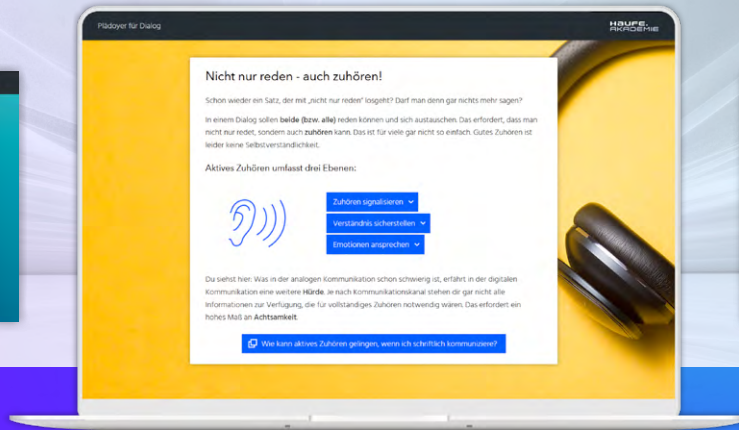 Plädoyer für Dialog
HAUFE.
AKADEMIE
Nicht nur reden - auch zuhören!
Schon wieder ein Satz, der mit „nicht nur reden" losgeht? Darf man denn gar nichts mehr sagen?
In einem Dialog sollen beide (bzw. alle) reden können und sich austauschen. Das erfordert, dass man
nicht nur redet, sondern auch zuhören kann. Das ist für viele gar nicht so einfach. Gutes Zuhören ist
leider keine Selbstverständlichkeit.
Aktives Zuhören umfasst drei Ebenen:
Zuhören signalisieren
Verständnis sicherstellen
Emotionen ansprechen
Du siehst hier: Was in der analogen Kommunikation schon schwierig ist, erfährt in der digitalen
Kommunikation eine weitere Hürde. Je nach Kommunikationskanal stehen dir gar nicht alle
Informationen zur Verfügung, die für vollständiges Zuhören notwendig wären. Das erfordert ein
hohes Maß an Achtsamkeit.
Wie kann aktives Zuhören gelingen, wenn ich schriftlich kommuniziere?